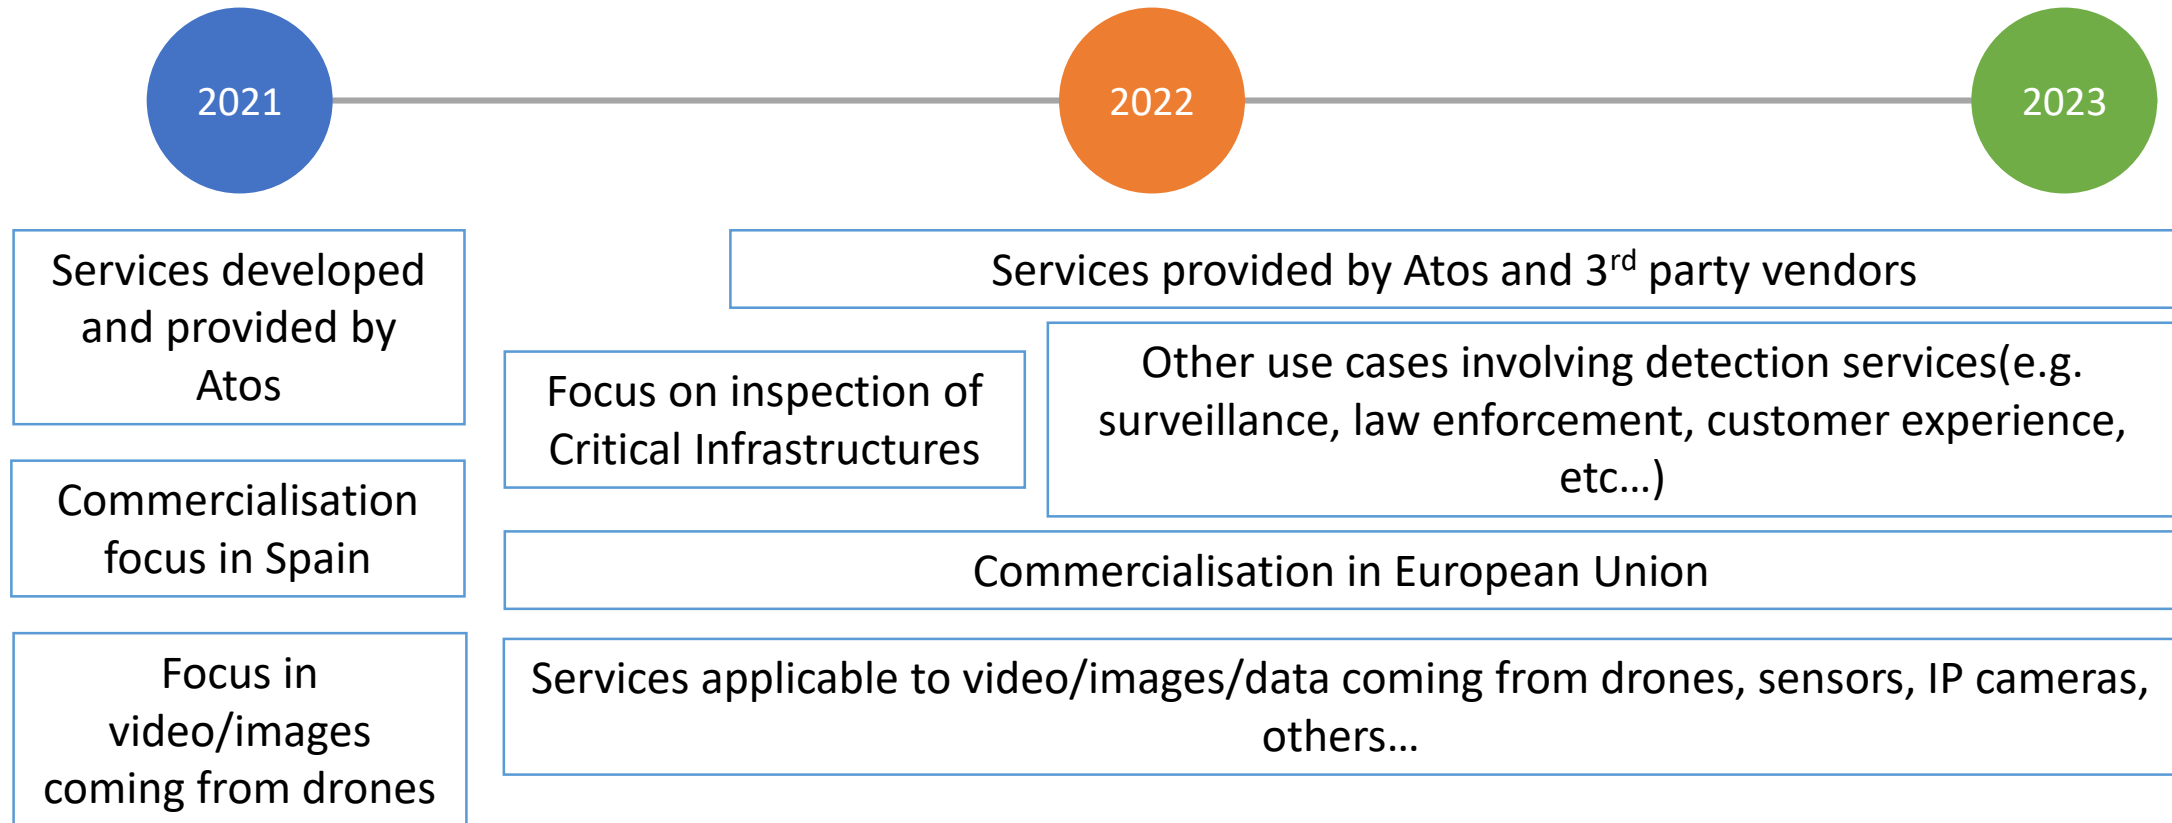 2021
2022
2023
Services developed
and provided by
Atos
Services provided by Atos and 3rd party vendors
Focus on inspection of
Critical Infrastructures
Other use cases involving detection services(e.g.
surveillance, law enforcement, customer experience,
etc...)
Commercialisation
focus in Spain
Commercialisation in European Union
Focus in
video/images
coming from drones
Services applicable to video/images/data coming from drones, sensors, IP cameras,
others...